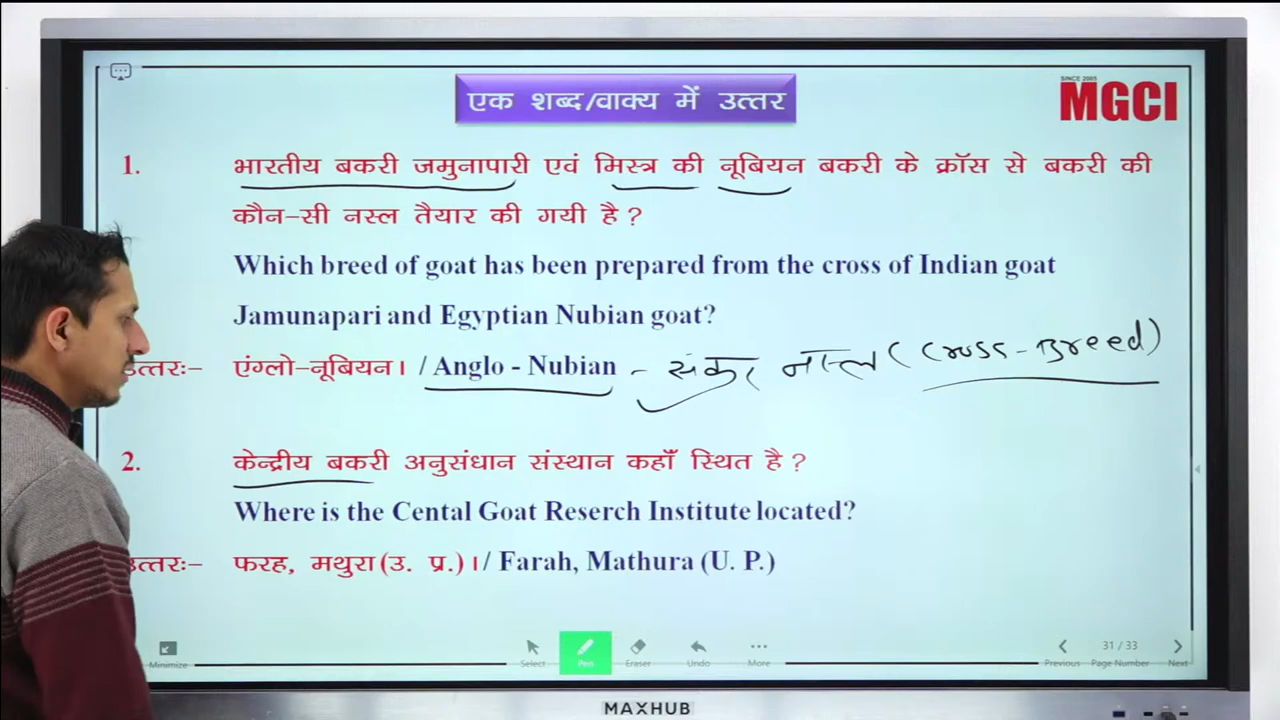 एक शब्द/वाक्य में उत्तर
SINCE 2005
MGCI
1. भारतीय बकरी जमुनापारी एवं मिस्त्र की नूबियन बकरी के क्रॉस से बकरी की
कौन-सी नस्ल तैयार की गयी है ?
Which breed of goat has been prepared from the cross of Indian goat
Jamunapari and Egyptian Nubian goat?
उत्तरः- एंग्लो-नूबियन। / Anglo - Nubian - संकर नस्ल (Cross-Breed)
2. केन्द्रीय बकरी अनुसंधान संस्थान कहाँ स्थित है ?
Where is the Cental Goat Reserch Institute located?
उत्तरः- फरह, मथुरा (उ. प्र.) । / Farah, Mathura (U. P.)
Minimize Select Pen Eraser Undo More Previous 31 / 33 Page Number Next
MAXHUB